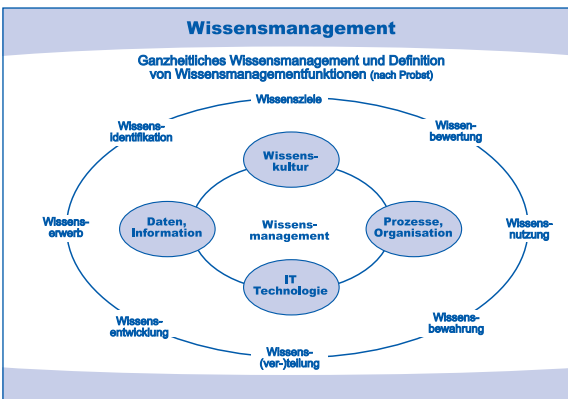 Wissensmanagement
Ganzheitliches Wissensmanagement und Definition
von Wissensmanagementfunktionen (nach Probst)
Wissensziele
Wissens-
identifikation
Wissen-
bewertung
Wissens-
kultur
Wissens-
erwerb
Daten,
Information
Wissens-
management
Prozesse,
Organisation
Wissens-
nutzung
IT
Technologie
Wissens-
entwicklung
Wissens-
bewahrung
Wissens-
(ver-)teilung